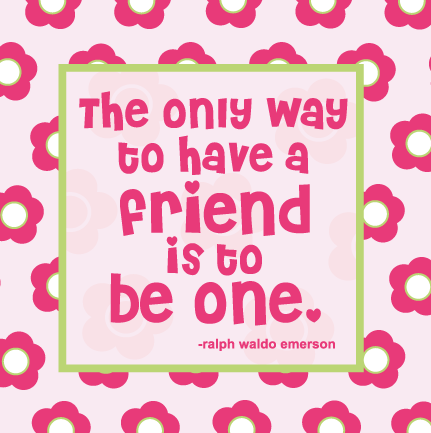 The only way
to have a
friend
is to
be one.
-ralph waldo emerson